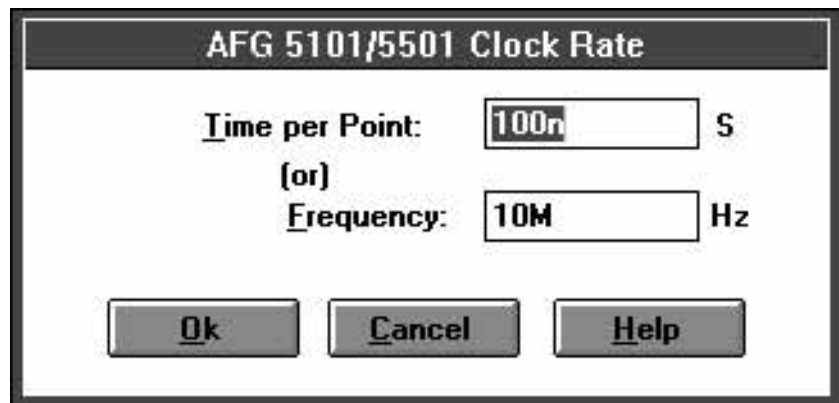 AFG 5101/5501 Clock Rate
Time per Point: 100n S
(or)
Frequency: 10M Hz
Ok Cancel Help